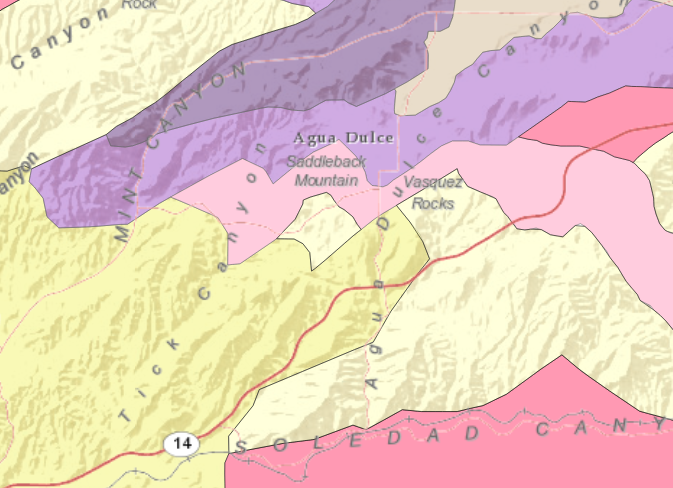 Rock
Canyon
Canyon
MINT CANYON
Agua Dulce
Saddleback
Mountain
Vasquez
Rocks
anyon
Tick Canyon
Agua Dulce Canyon
14
SOLEDAD CANY